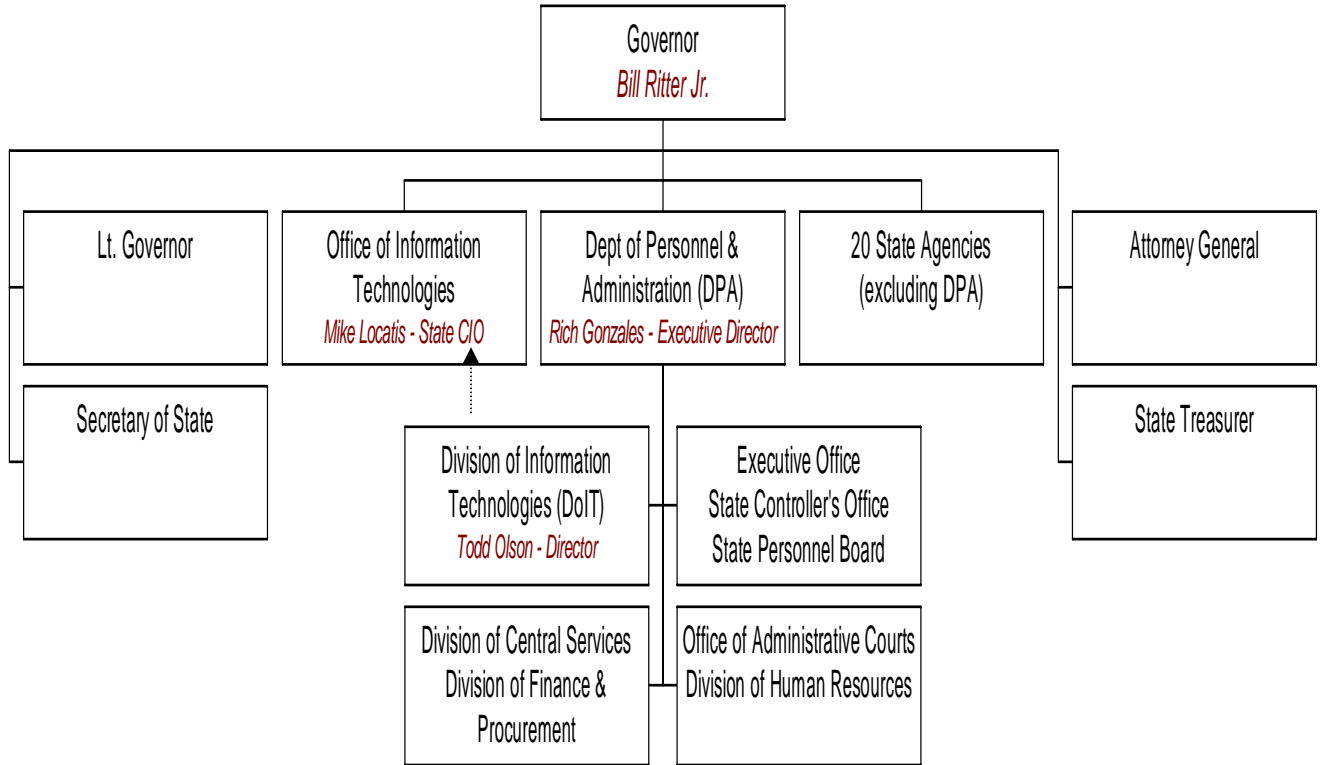 Governor
Bill Ritter Jr.
Lt. Governor
Office of Information
Technologies
Mike Locatis - State CIO
Dept of Personnel &
Administration (DPA)
Rich Gonzales - Executive Director
20 State Agencies
(excluding DPA)
Attorney General
Secretary of State
State Treasurer
Division of Information
Technologies (DoIT)
Todd Olson - Director
Executive Office
State Controller's Office
State Personnel Board
Division of Central Services
Division of Finance &
Procurement
Office of Administrative Courts
Division of Human Resources